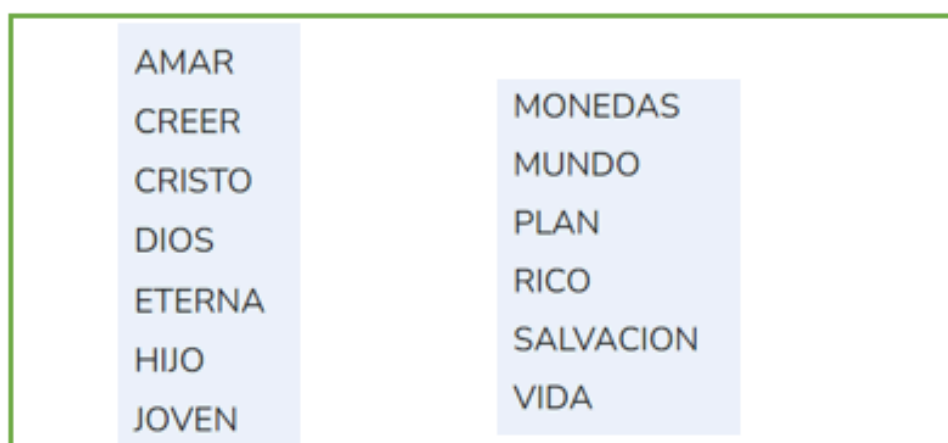 AMAR
CREER
CRISTO
DIOS
ETERNA
HIJO
JOVEN
MONEDAS
MUNDO
PLAN
RICO
SALVACION
VIDA